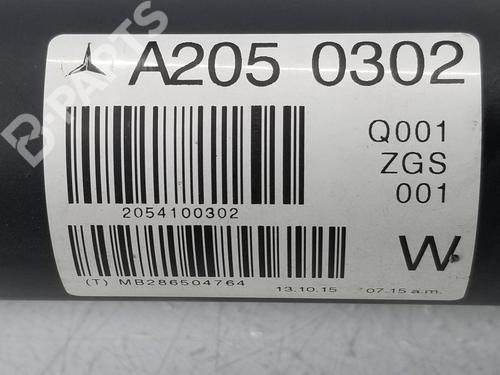 A205 0302
Q001
ZGS
001
2054100302
W
(T) MB286504764 13.10.15 07.15 a.m.
B-PARTS